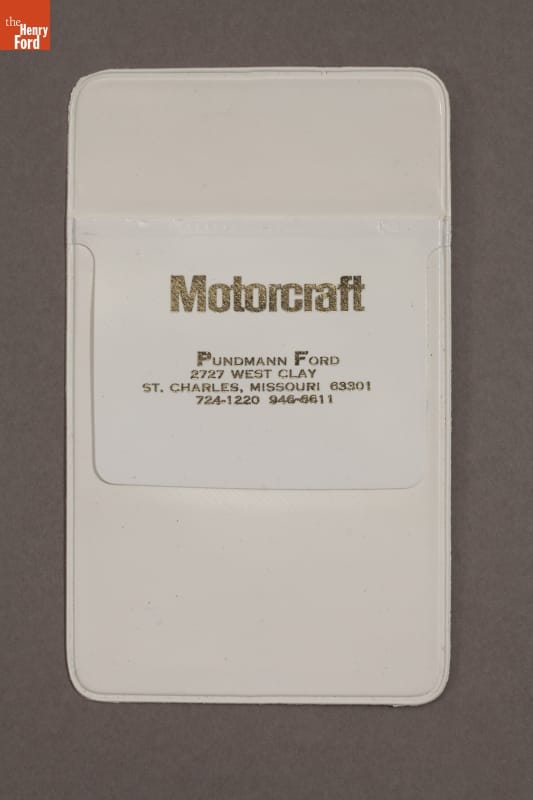 the
Henry
Ford
Motorcraft
PUNDMANN FORD
2727 WEST CLAY
ST. CHARLES, MISSOURI 63301
724-1220 946-6611